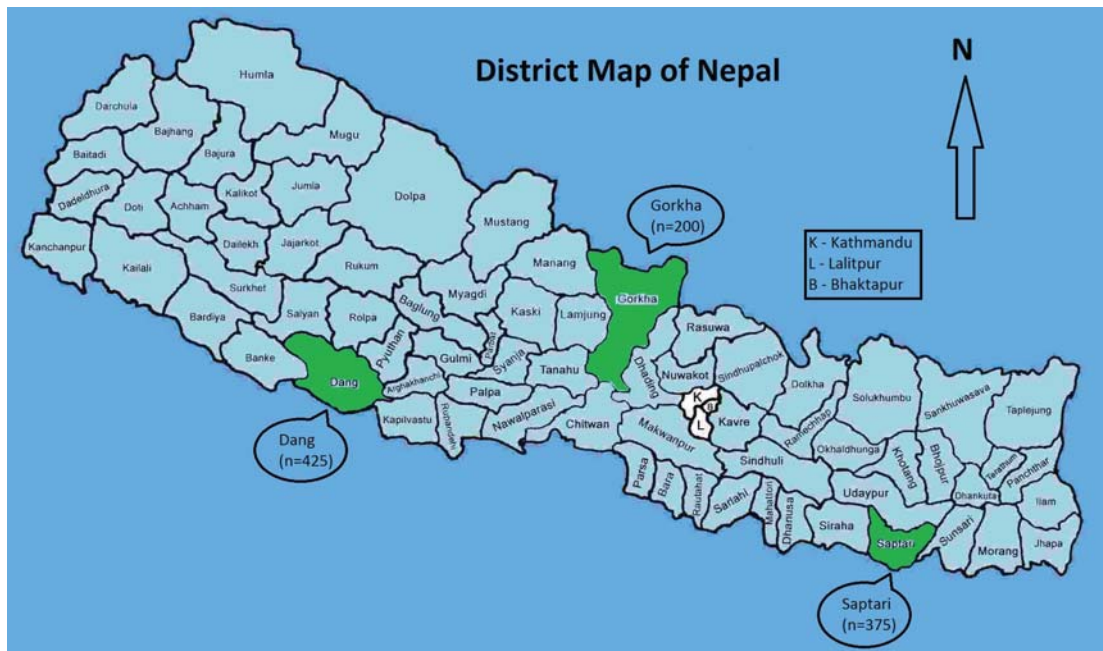 District Map of Nepal
N
Humla
Darchula
Bajhang
Mugu
Bajura
Baitadi
Dadeldhura
Doti
Achham
Kalikot
Jumla
Dolpa
Mustang
Gorkha
(n=200)
K - Kathmandu
L - Lalitpur
B - Bhaktapur
Kanchanpur
Kailali
Dailekh
Jajarkot
Rukum
Manang
Surkhet
Myagdi
Gorkha
Bardiya
Salyan
Rolpa
Baglung
Kaski
Lamjung
Rasuwa
Banke
Pyuthan
Gulmi
Parbat
Syanja
Tanahu
Dhading
Nuwakot
Sindhupalchok
Dolkha
Solukhumbu
Sankhuwasava
Taplejung
Dang
Arghakhanchi
Palpa
K
B
L
Kavre
Ramechhap
Kapilvastu
Rupandehi
Nawalparasi
Chitwan
Makwanpur
Okhaldhunga
Khotang
Bhojpur
Terathum
Panchthar
Dang
(n=425)
Parsa
Bara
Rautahat
Sarlahi
Sindhuli
Mahattori
Dhanusa
Siraha
Udaypur
Dhankuta
Ilam
Saptari
Sunsari
Morang
Jhapa
Saptari
(n=375)